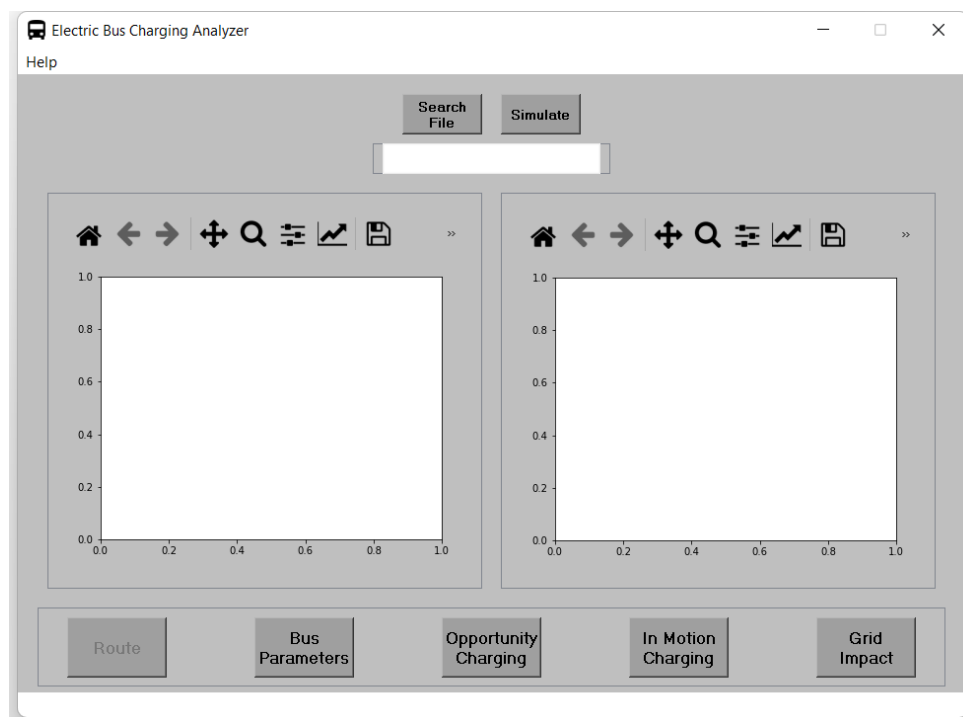 Electric Bus Charging Analyzer
Help
Search
File
Simulate
»
»
1.0
0.8
0.6
0.4
0.2
0.0
0.0 0.2 0.4 0.6 0.8 1.0
1.0
0.8
0.6
0.4
0.2
0.0
0.0 0.2 0.4 0.6 0.8 1.0
Route
Bus
Parameters
Opportunity
Charging
In Motion
Charging
Grid
Impact